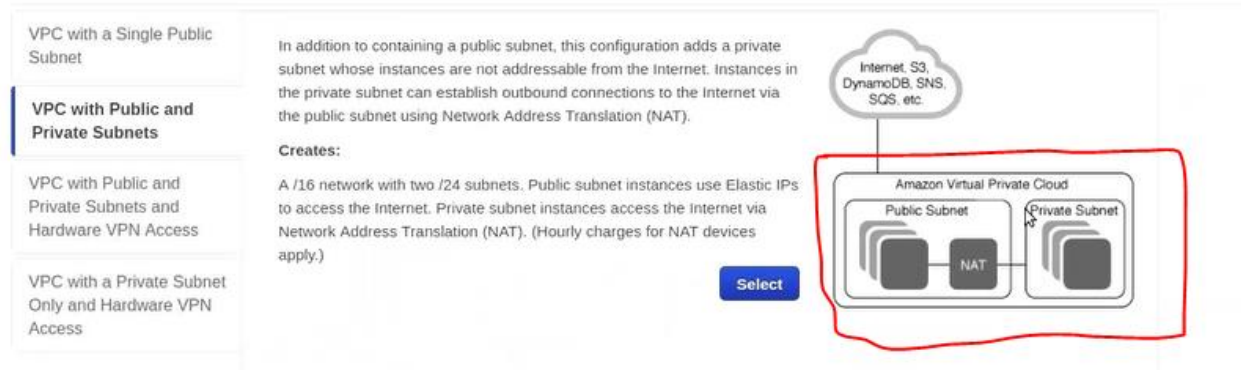 VPC with a Single Public
Subnet
VPC with Public and
Private Subnets
VPC with Public and
Private Subnets and
Hardware VPN Access
VPC with a Private Subnet
Only and Hardware VPN
Access
In addition to containing a public subnet, this configuration adds a private
subnet whose instances are not addressable from the Internet. Instances in
the private subnet can establish outbound connections to the Internet via
the public subnet using Network Address Translation (NAT).
Creates:
A /16 network with two /24 subnets. Public subnet instances use Elastic IPs
to access the Internet. Private subnet instances access the Internet via
Network Address Translation (NAT). (Hourly charges for NAT devices
apply.)
Select
Internet, S3,
DynamoDB, SNS,
SQS, etc.
Amazon Virtual Private Cloud
Public Subnet
Private Subnet
NAT